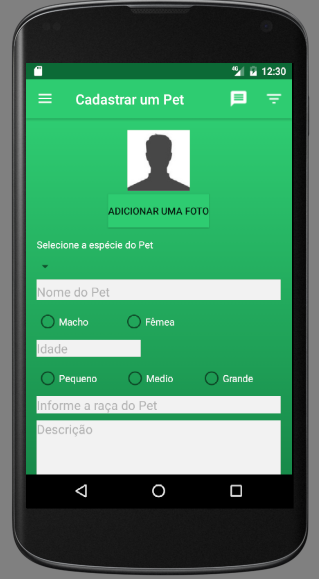 4G 12:30
Cadastrar um Pet
ADICIONAR UMA FOTO
Selecione a espécie do Pet
Nome do Pet
Macho Fêmea
Idade
Pequeno Medio Grande
Informe a raça do Pet
Descrição